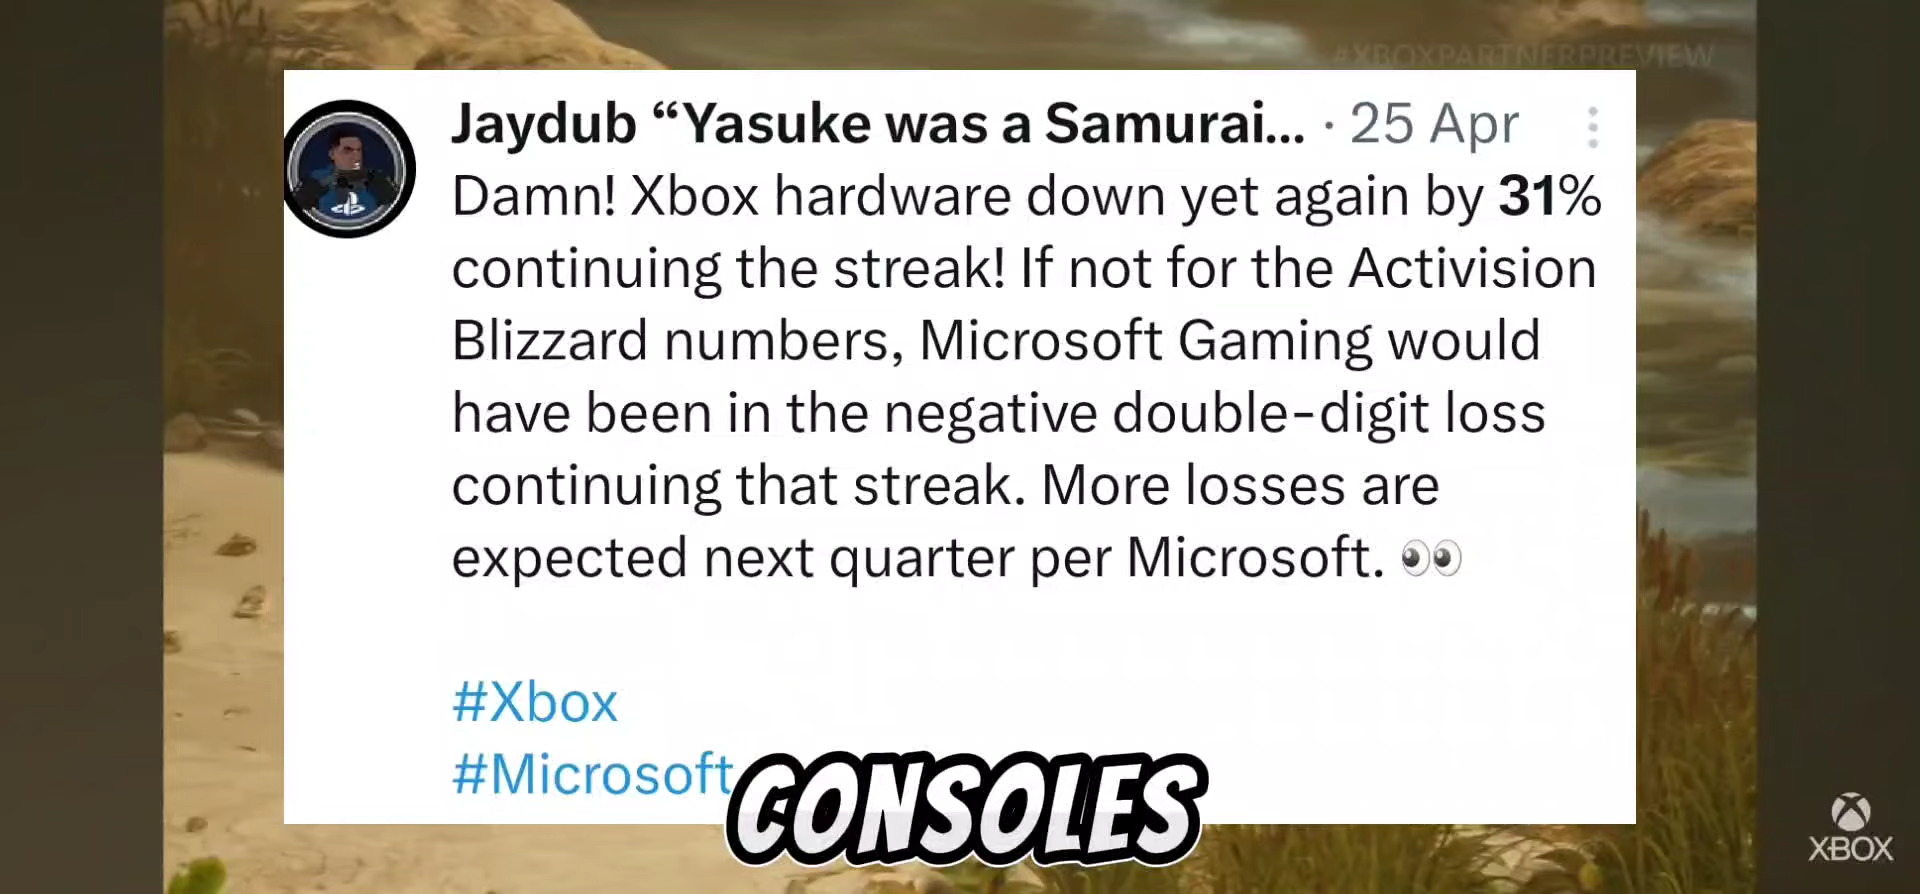 #XBOXPARTNERPREVIEW
Jaydub “Yasuke was a Samurai... · 25 Apr
Damn! Xbox hardware down yet again by 31%
continuing the streak! If not for the Activision
Blizzard numbers, Microsoft Gaming would
have been in the negative double-digit loss
continuing that streak. More losses are
expected next quarter per Microsoft. 👀
#Xbox
#Microsoft
CONSOLES
XBOX